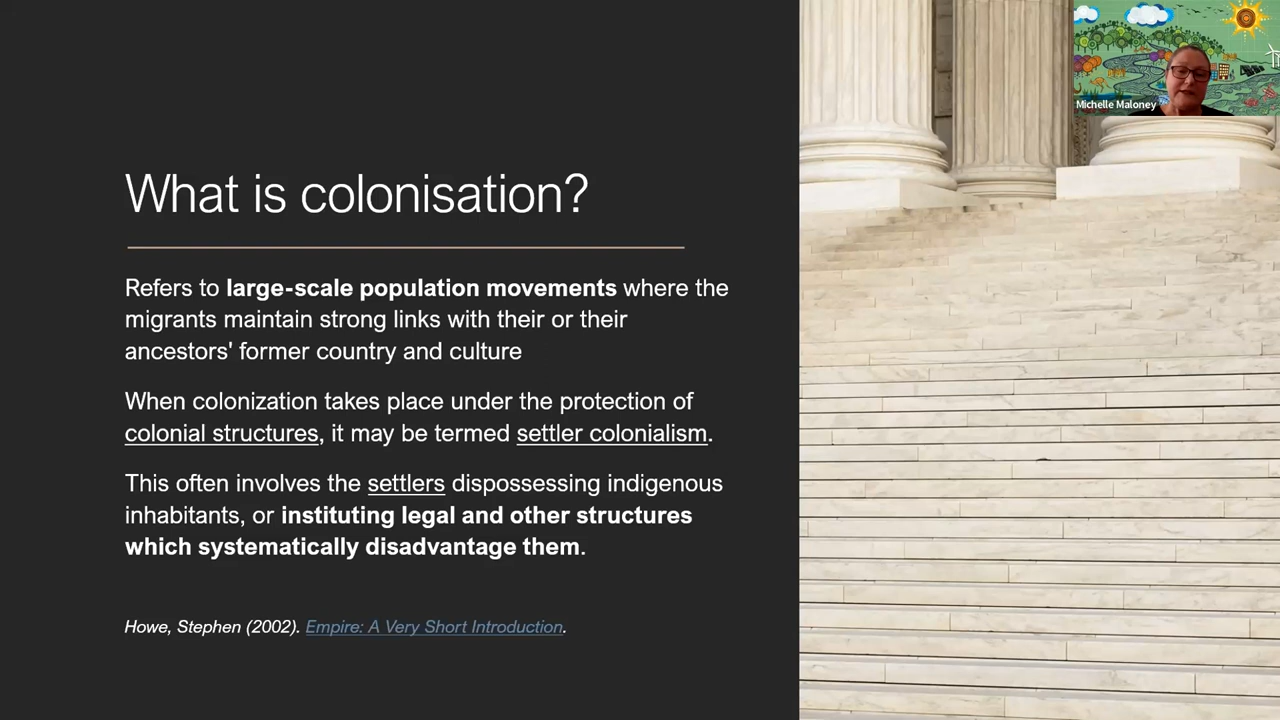 Michelle Maloney
What is colonisation?
Refers to large-scale population movements where the
migrants maintain strong links with their or their
ancestors' former country and culture
When colonization takes place under the protection of
colonial structures, it may be termed settler colonialism.
This often involves the settlers dispossessing indigenous
inhabitants, or instituting legal and other structures
which systematically disadvantage them.
Howe, Stephen (2002). Empire: A Very Short Introduction.